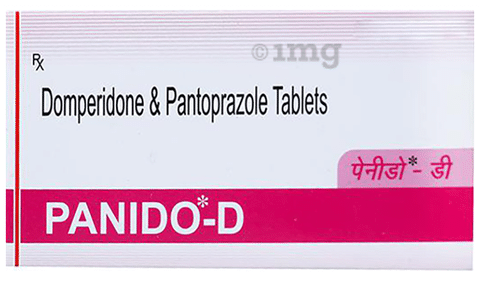 ©1mg
Rx
Domperidone & Pantoprazole Tablets
पेनीडो* - डी
PANIDO*-D